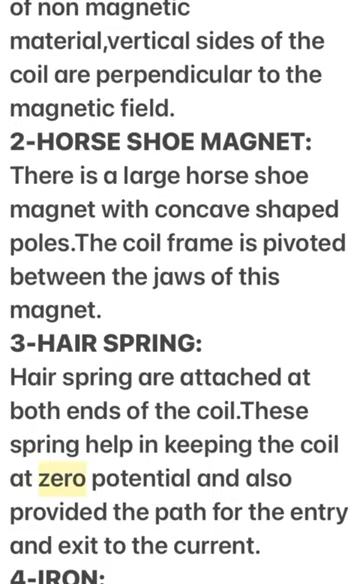 of non magnetic
material,vertical sides of the
coil are perpendicular to the
magnetic field.
2-HORSE SHOE MAGNET:
There is a large horse shoe
magnet with concave shaped
poles.The coil frame is pivoted
between the jaws of this
magnet.
3-HAIR SPRING:
Hair spring are attached at
both ends of the coil.These
spring help in keeping the coil
at zero potential and also
provided the path for the entry
and exit to the current.
4-IRON: